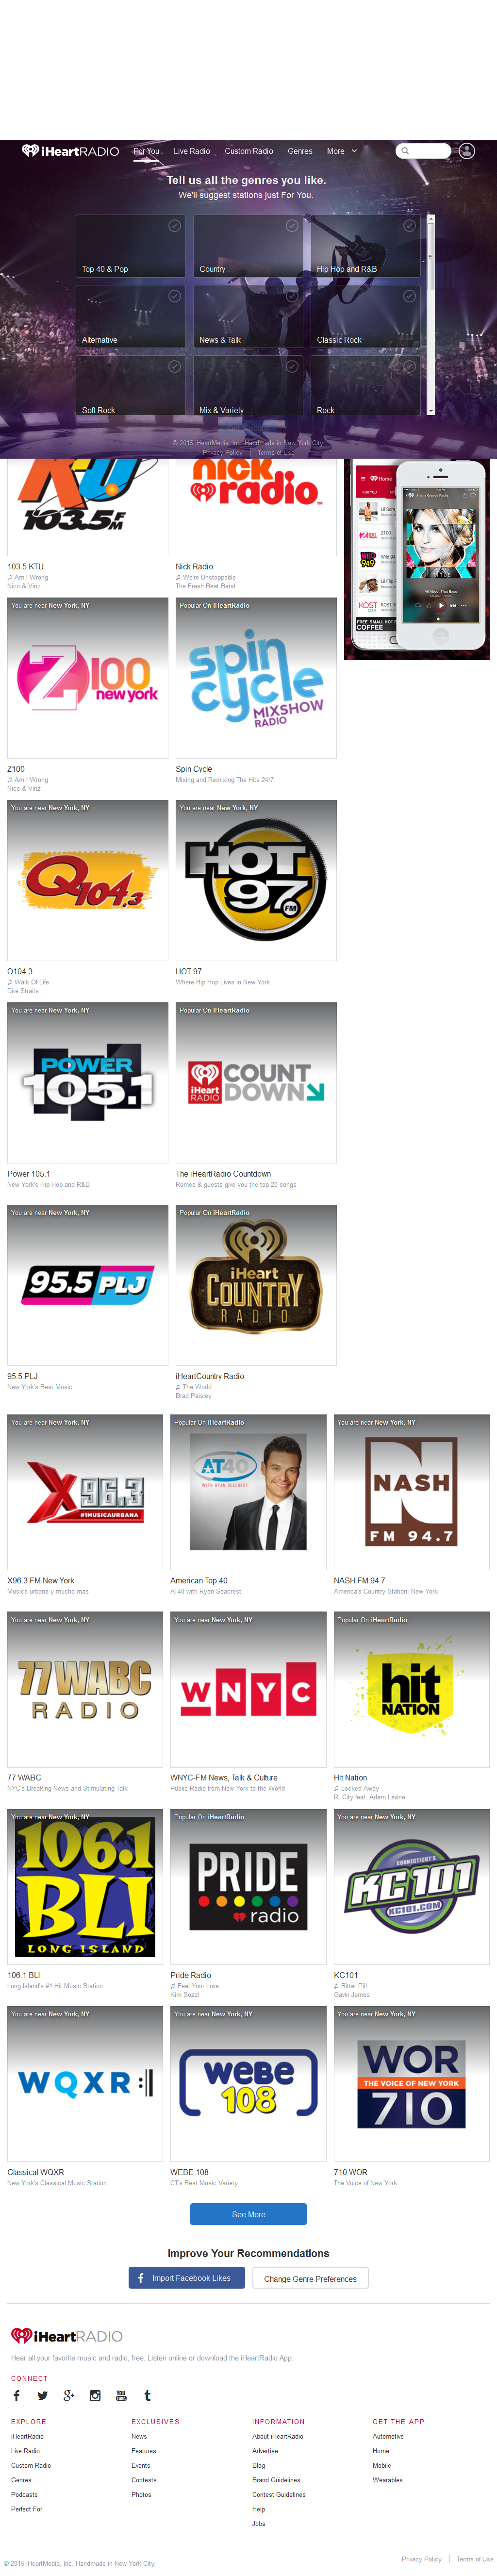 iHeartRADIO For You Live Radio Custom Radio Genres More
Tell us all the genres you like.
We'll suggest stations just For You.
Top 40 & Pop Country Hip Hop and R&B
Alternative News & Talk Classic Rock
Soft Rock Mix & Variety Rock
© 2015 iHeartMedia, Inc. Handmade in New York City
Privacy Policy | Terms of Use
KTU 103.5FM
nick radio
103.5 KTU
♫ Am I Wrong
Nico & Vinz
Nick Radio
♫ We're Unstoppable
The Fresh Beat Band
Home
FOR YOU
FREE SMALL HOT
COFFEE
All About That Bass
You are near New York, NY
Z100 new york
Z100
♫ Am I Wrong
Nico & Vinz
Popular On iHeartRadio
spin cycle MIXSHOW RADIO
Spin Cycle
Mixing and Remixing The Hits 24/7
You are near New York, NY
Q104.3
Q104.3
♫ Walk Of Life
Dire Straits
You are near New York, NY
HOT 97 FM
HOT 97
Where Hip Hop Lives in New York
You are near New York, NY
POWER 105.1
Power 105.1
New York's Hip-Hop and R&B
Popular On iHeartRadio
iHeart RADIO COUNT DOWN
The iHeartRadio Countdown
Romeo & guests give you the top 20 songs
You are near New York, NY
95.5 PLJ
95.5 PLJ
New York's Best Music
Popular On iHeartRadio
iHeart COUNTRY RADIO
iHeartCountry Radio
♫ The World
Brad Paisley
You are near New York, NY
X96.3 #1MUSICAURBANA
X96.3 FM New York
Musica urbana y mucho mas
Popular On iHeartRadio
AT40 WITH RYAN SEACREST
American Top 40
AT40 with Ryan Seacrest
You are near New York, NY
NASH FM 94.7
NASH FM 94.7
America's Country Station. New York
You are near New York, NY
77WABC RADIO
77 WABC
NYC's Breaking News and Stimulating Talk
You are near New York, NY
WNYC
WNYC-FM News, Talk & Culture
Public Radio from New York to the World
Popular On iHeartRadio
hit NATION
Hit Nation
♫ Locked Away
R. City feat. Adam Levine
You are near New York, NY
106.1 BLI LONG ISLAND
106.1 BLI
Long Island's #1 Hit Music Station
Popular On iHeartRadio
PRIDE radio
Pride Radio
♫ Feel Your Love
Kim Sozzi
You are near New York, NY
CONNECTICUT'S KC101 KC101.COM
KC101
♫ Bitter Pill
Gavin James
You are near New York, NY
WQXR
Classical WQXR
New York's Classical Music Station
You are near New York, NY
webe 108
WEBE 108
CT's Best Music Variety
You are near New York, NY
WOR THE VOICE OF NEW YORK 710
710 WOR
The Voice of New York
See More
Improve Your Recommendations
Import Facebook Likes Change Genre Preferences
iHeartRADIO
Hear all your favorite music and radio, free. Listen online or download the iHeartRadio App.
CONNECT
EXPLORE
iHeartRadio
Live Radio
Custom Radio
Genres
Podcasts
Perfect For
EXCLUSIVES
News
Features
Events
Contests
Photos
INFORMATION
About iHeartRadio
Advertise
Blog
Brand Guidelines
Contest Guidelines
Help
Jobs
GET THE APP
Automotive
Home
Mobile
Wearables
© 2015 iHeartMedia, Inc. Handmade in New York City.
Privacy Policy | Terms of Use